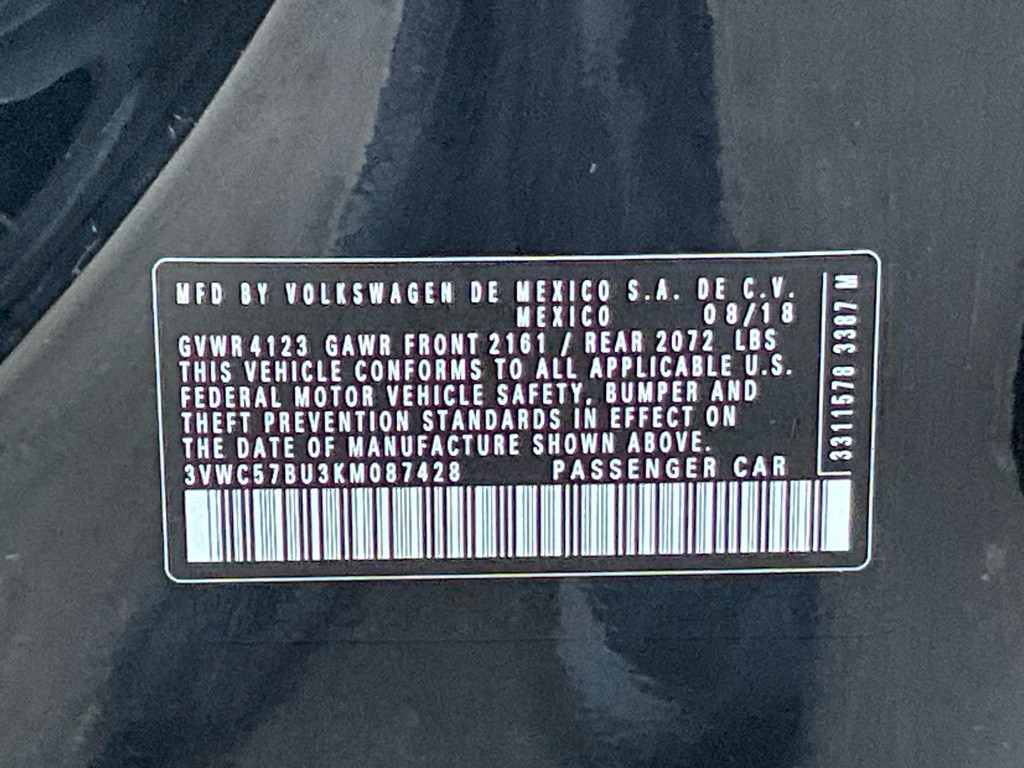 MFD BY VOLKSWAGEN DE MEXICO S.A. DE C.V.
MEXICO 08/18
GVWR 4123 GAWR FRONT 2161 / REAR 2072 LBS
THIS VEHICLE CONFORMS TO ALL APPLICABLE U.S.
FEDERAL MOTOR VEHICLE SAFETY, BUMPER AND
THEFT PREVENTION STANDARDS IN EFFECT ON
THE DATE OF MANUFACTURE SHOWN ABOVE.
3VWC57BU3KM087428 PASSENGER CAR
3311578 3387 M